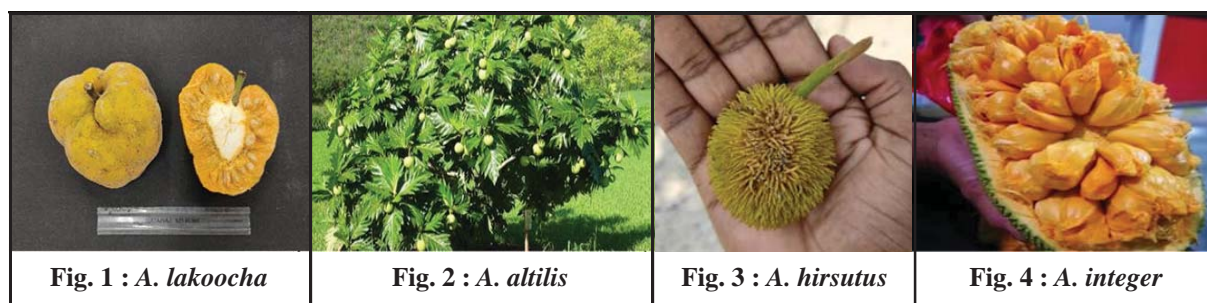 Fig. 1 : A. lakoocha
Fig. 2 : A. altilis
Fig. 3 : A. hirsutus
Fig. 4 : A. integer